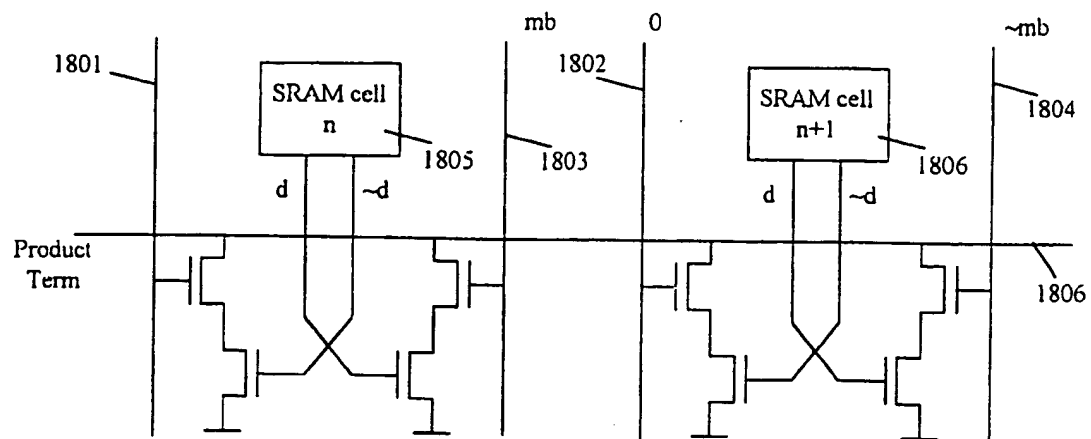 mb 0 ~mb
1801
1802
1804
SRAM cell
n
SRAM cell
n+1
1805
1803
1806
d ~d
d ~d
Product
Term
1806